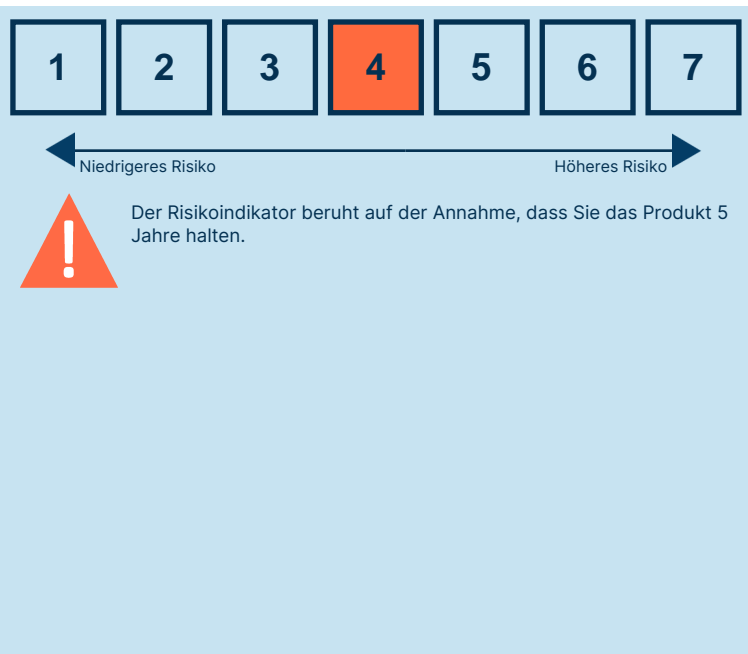 1 2 3 4 5 6 7
Niedrigeres Risiko Höheres Risiko
!
Der Risikoindikator beruht auf der Annahme, dass Sie das Produkt 5
Jahre halten.